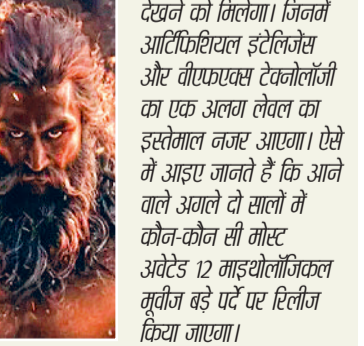 देखने को मिलेगा। जिनमें
आर्टिफिशियल इंटेलिजेंस
और वीएफएक्स टेक्नोलॉजी
का एक अलग लेवल का
इस्तेमाल नजर आएगा। ऐसे
में आइए जानते हैं कि आने
वाले अगले दो सालों में
कौन-कौन सी मोस्ट
अवेटेड 12 माइथोलॉजिकल
मूवीज बड़े पर्दे पर रिलीज
किया जाएगा।